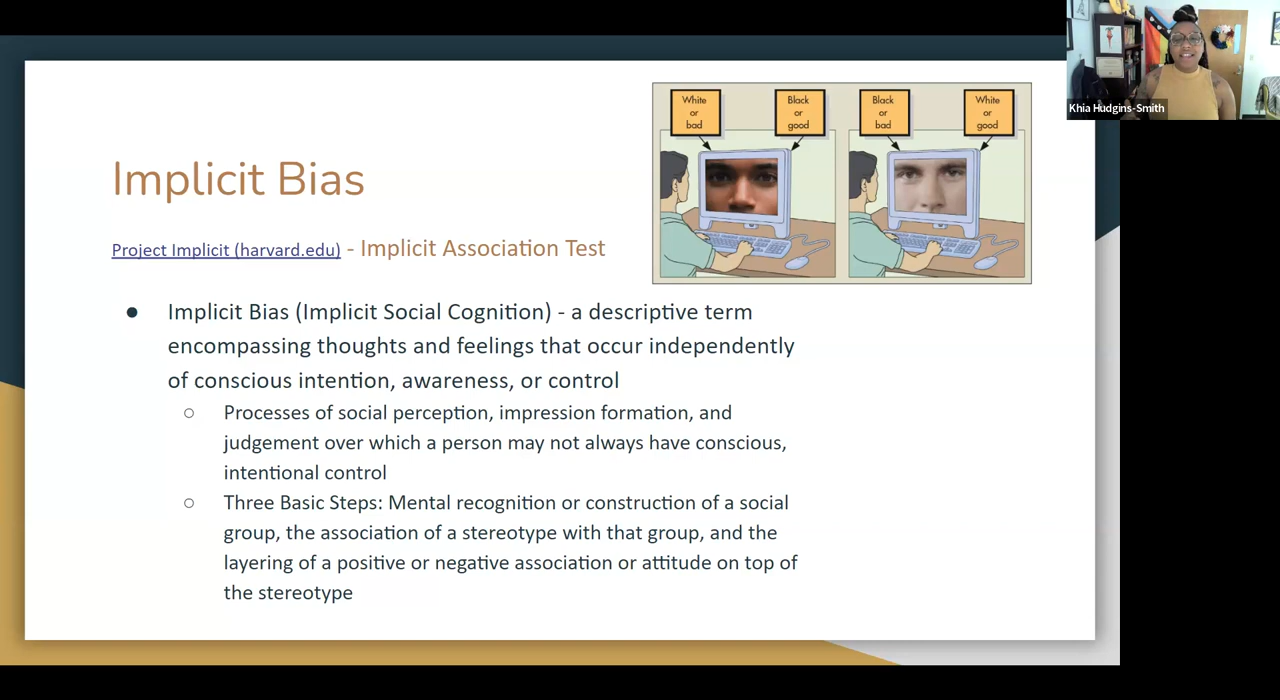 White
or
bad
Black
or
good
Black
or
bad
White
or
good
Khia Hudgins-Smith
Implicit Bias
Project Implicit (harvard.edu) - Implicit Association Test
● Implicit Bias (Implicit Social Cognition) - a descriptive term
encompassing thoughts and feelings that occur independently
of conscious intention, awareness, or control
○ Processes of social perception, impression formation, and
judgement over which a person may not always have conscious,
intentional control
○ Three Basic Steps: Mental recognition or construction of a social
group, the association of a stereotype with that group, and the
layering of a positive or negative association or attitude on top of
the stereotype